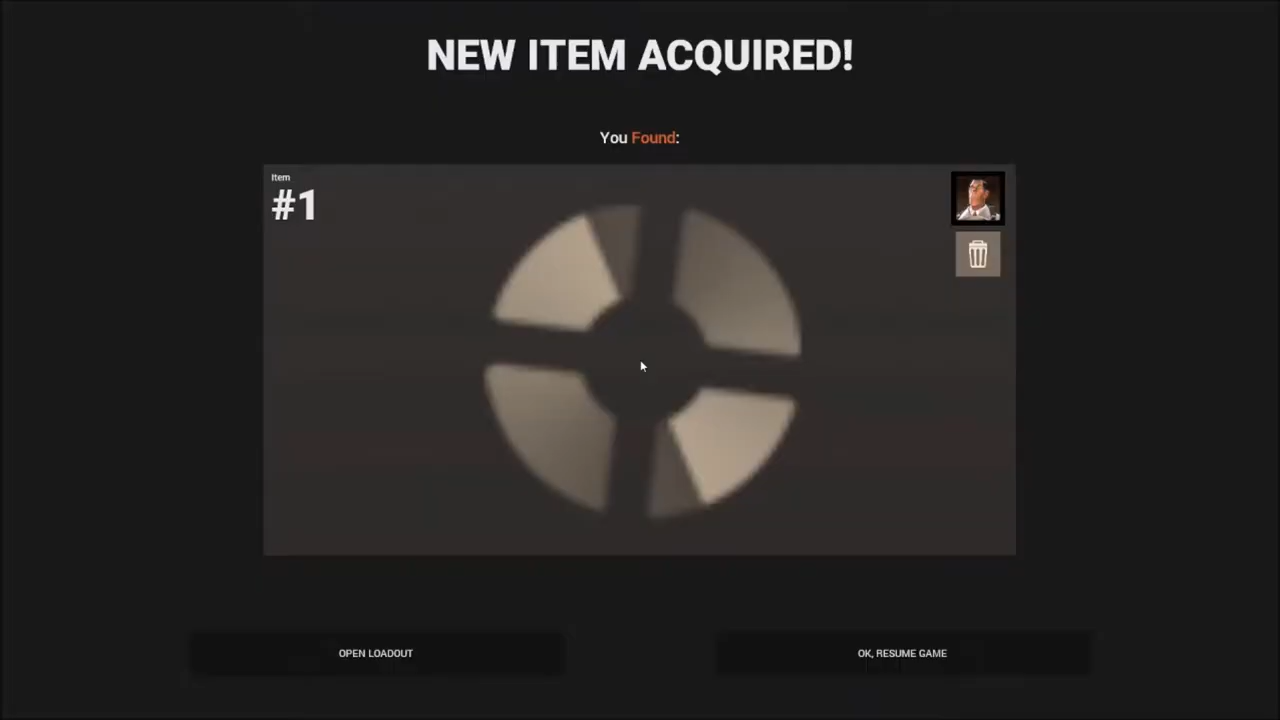 NEW ITEM ACQUIRED!
You Found:
Item
#1
OPEN LOADOUT
OK, RESUME GAME